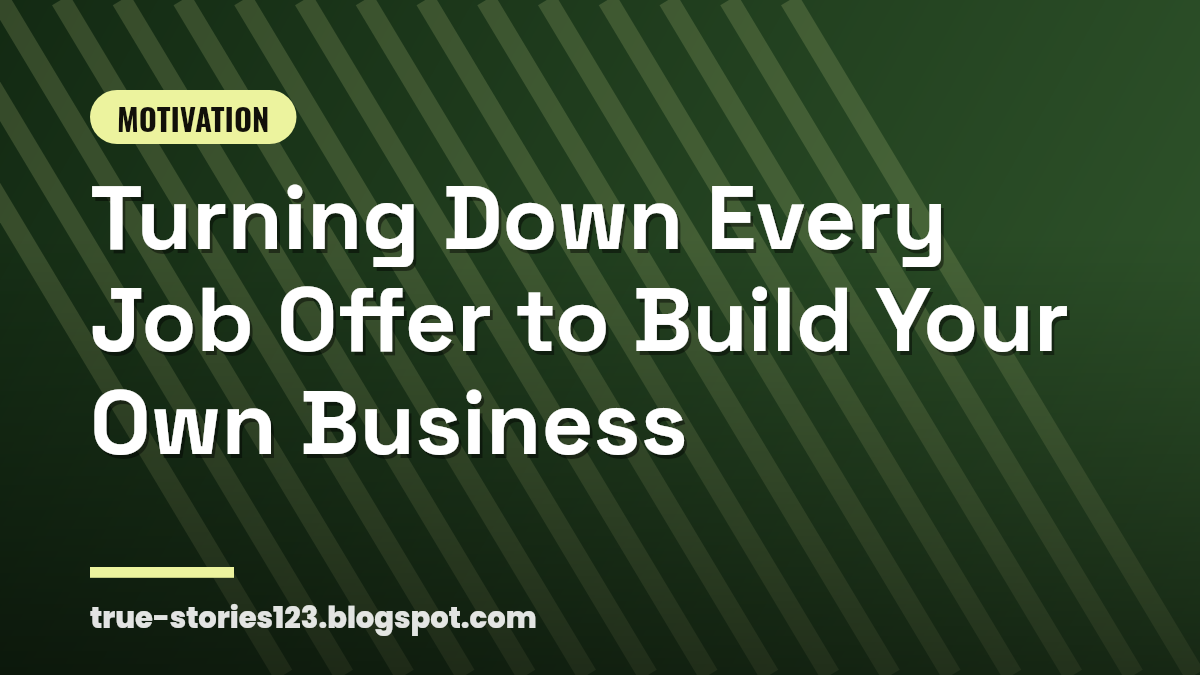 MOTIVATION
Turning Down Every
Job Offer to Build Your
Own Business
true-stories123.blogspot.com